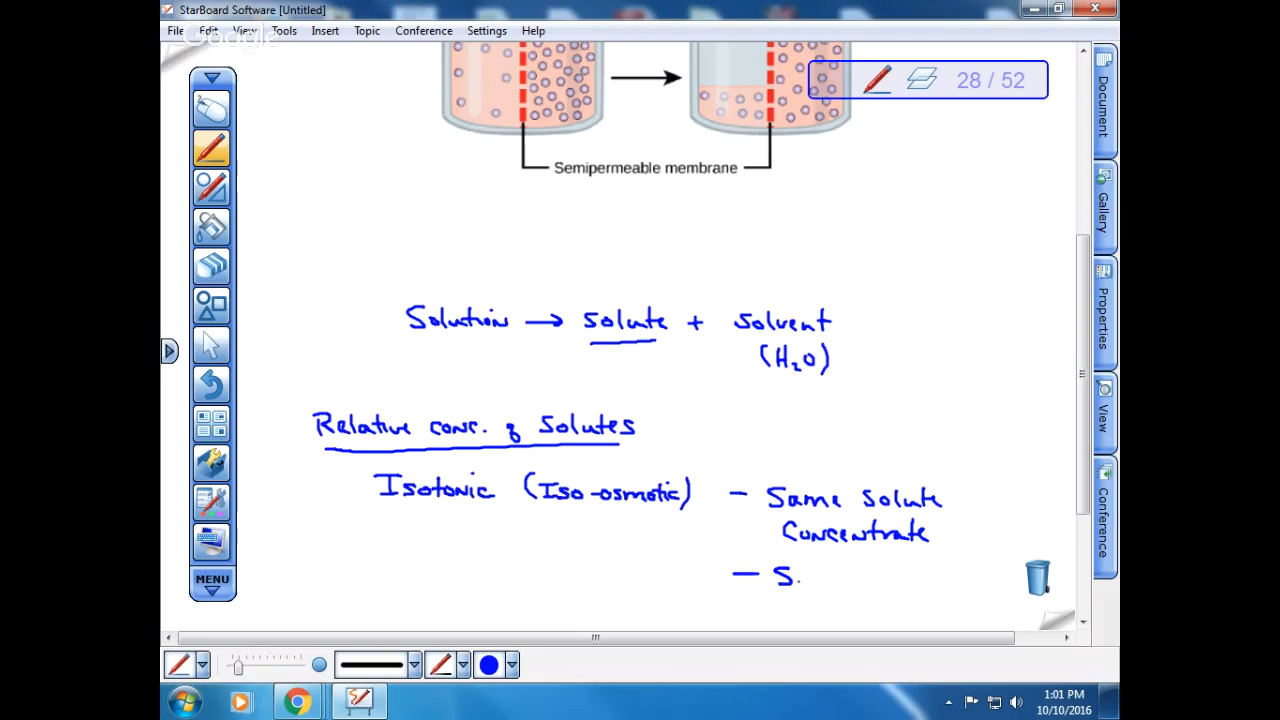 StarBoard Software [Untitled]
File Edit View Tools Insert Topic Conference Settings Help
Google
28 / 52
Semipermeable membrane
Solution → solute + solvent
(H₂O)
Relative conc. of Solutes
Isotonic (Iso-osmotic) – Same solute
Concentrate
– S
MENU
Document
Gallery
Properties
View
Conference
1:01 PM
10/10/2016